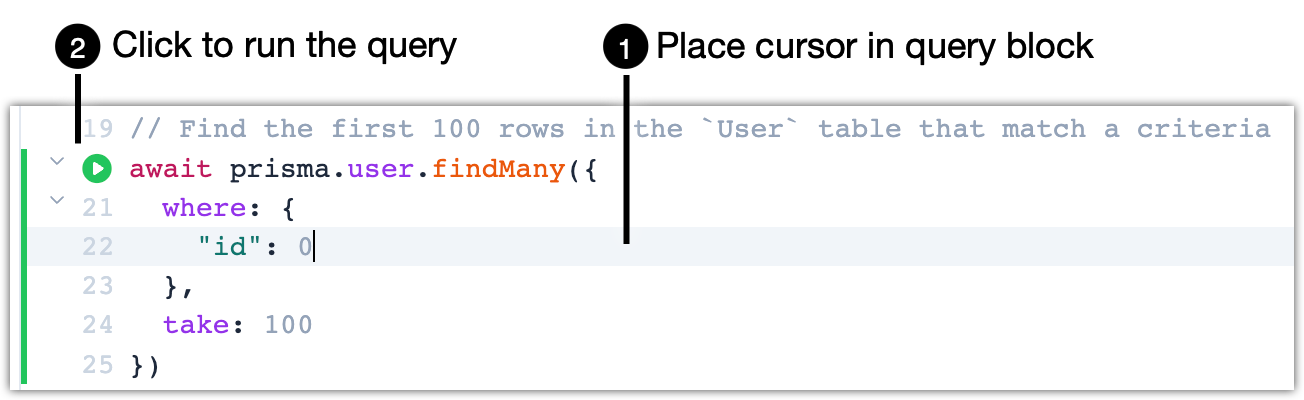 2 Click to run the query
1 Place cursor in query block
19 // Find the first 100 rows in the `User` table that match a criteria
await prisma.user.findMany({
21 where: {
22 "id": 0
23 },
24 take: 100
25 })